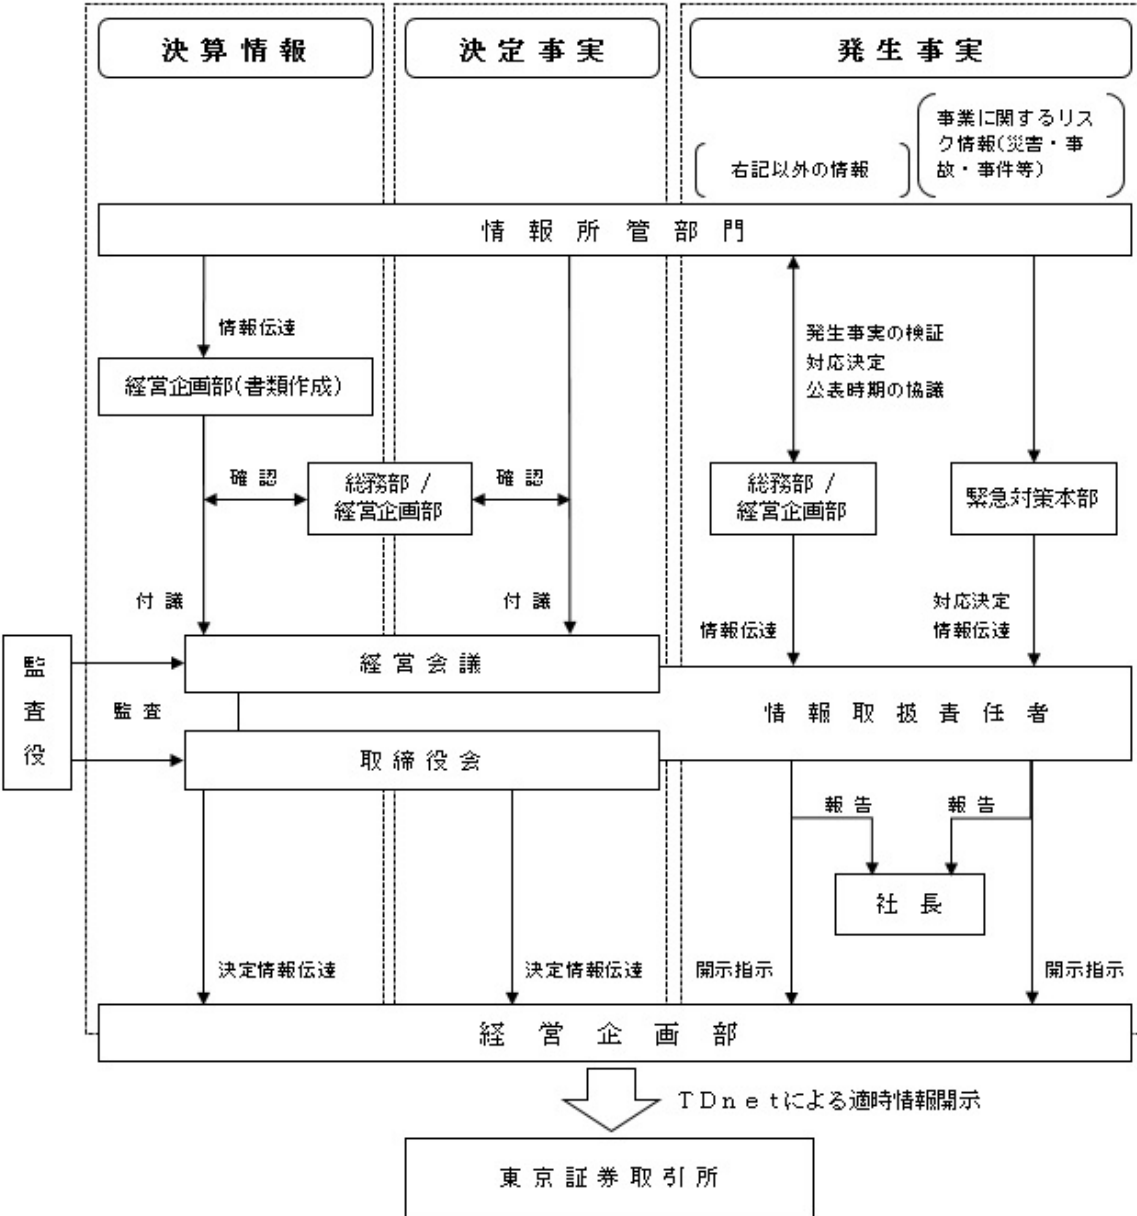 決算情報
決定事実
発生事実
右記以外の情報
事業に関するリス
ク情報(災害・事
故・事件等)
情報所管部門
情報伝達
経営企画部(書類作成)
発生事実の検証
対応決定
公表時期の協議
確認
総務部 /
経営企画部
確認
総務部 /
経営企画部
緊急対策本部
付議
付議
情報伝達
対応決定
情報伝達
監査役
経営会議
監査
情報取扱責任者
取締役会
報告
報告
社長
決定情報伝達
決定情報伝達
開示指示
開示指示
経営企画部
TDnetによる適時情報開示
東京証券取引所